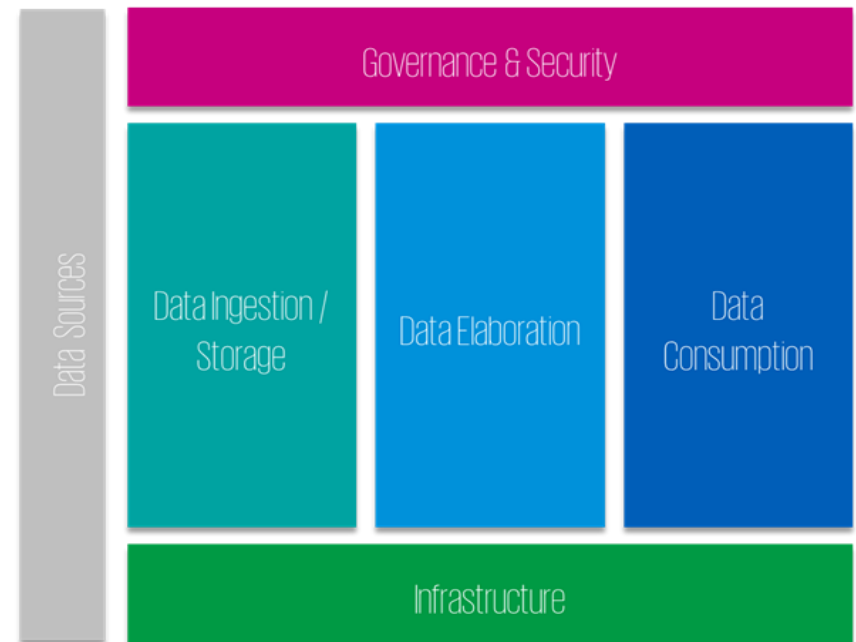 Governance & Security
Data Sources
Data Ingestion /
Storage
Data Elaboration
Data
Consumption
Infrastructure